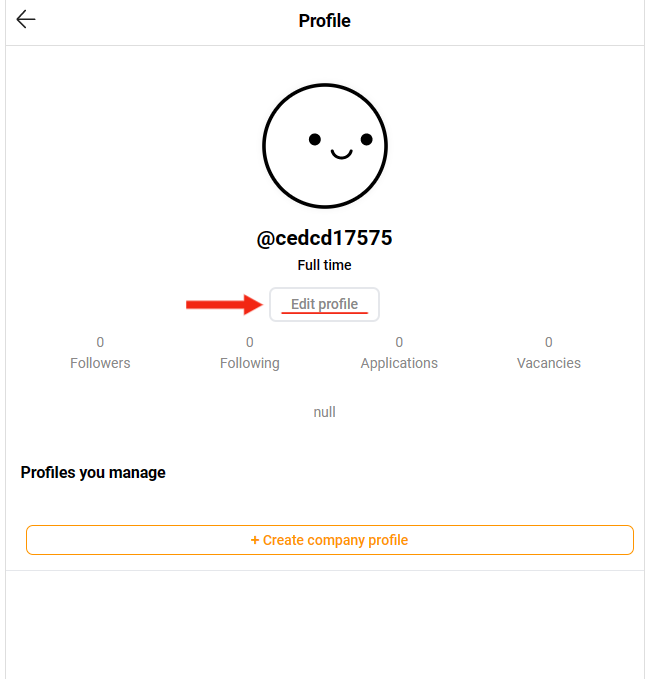 Profile
@cedcd17575
Full time
Edit profile
0 0 0 0
Followers Following Applications Vacancies
null
Profiles you manage
+ Create company profile